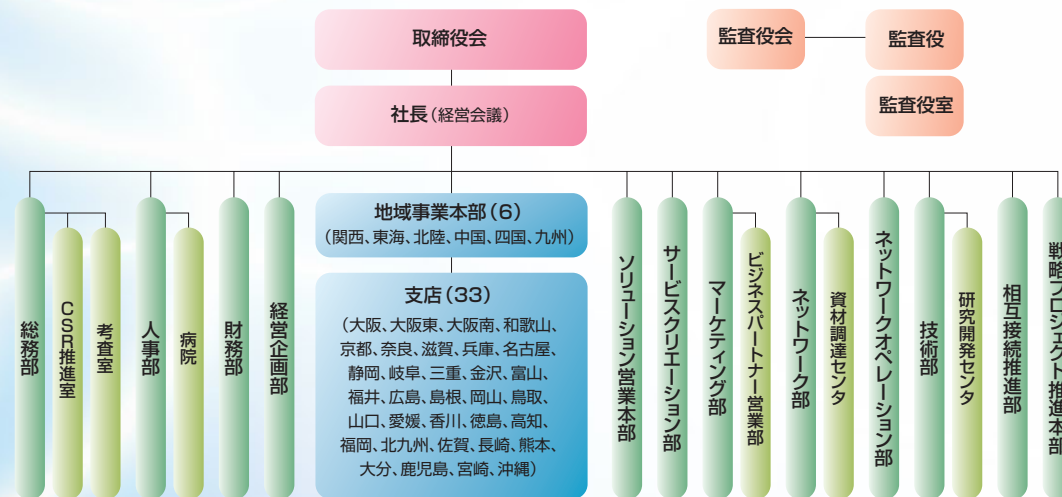 取締役会
監査役会
監査役
社長(経営会議)
監査役室
総務部
CSR推進室
考査室
人事部
病院
財務部
経営企画部
地域事業本部(6)
(関西、東海、北陸、中国、四国、九州)
支店(33)
(大阪、大阪東、大阪南、和歌山、
京都、奈良、滋賀、兵庫、名古屋、
静岡、岐阜、三重、金沢、富山、
福井、広島、島根、岡山、鳥取、
山口、愛媛、香川、徳島、高知、
福岡、北九州、佐賀、長崎、熊本、
大分、鹿児島、宮崎、沖縄)
ソリューション営業本部
サービスクリエーション部
マーケティング部
ビジネスパートナー営業部
ネットワーク部
資材調達センタ
ネットワークオペレーション部
技術部
研究開発センタ
相互接続推進部
戦略プロジェクト推進本部